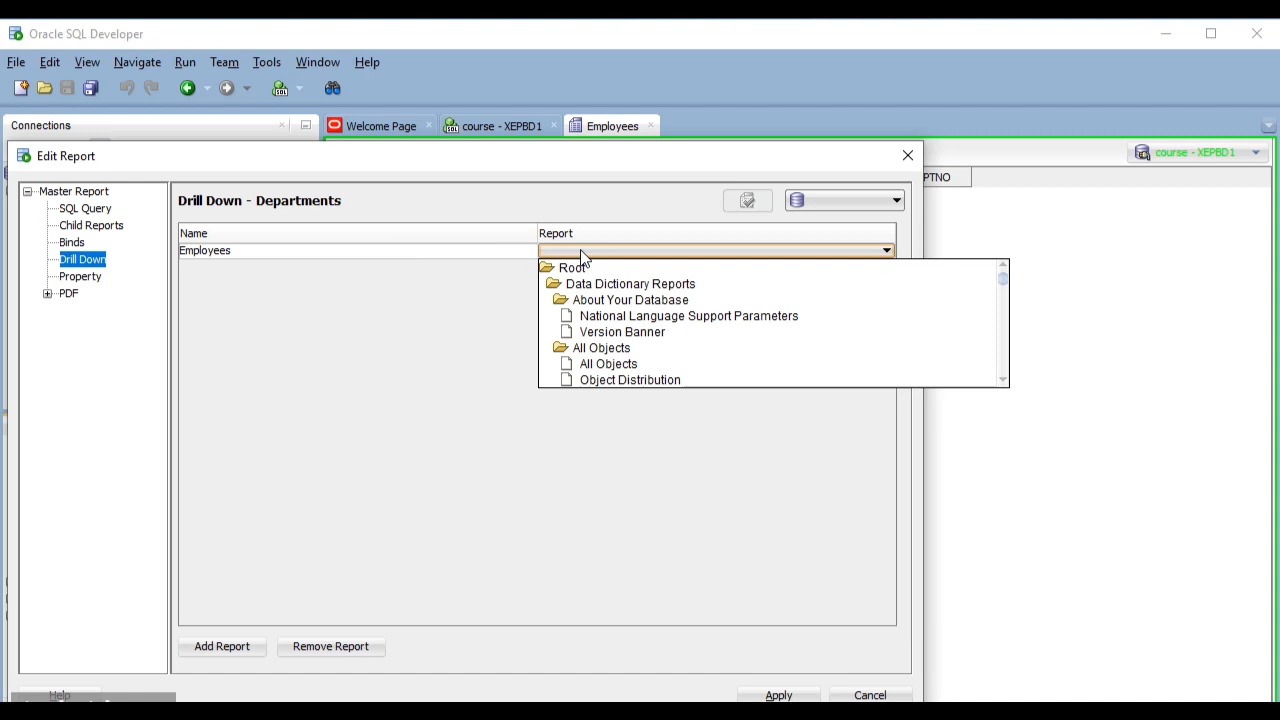 Oracle SQL Developer
File Edit View Navigate Run Team Tools Window Help
Connections
Welcome Page
course - XEPBD1
Employees
Edit Report
course - XEPBD1
Master Report
SQL Query
Child Reports
Binds
Drill Down
Property
PDF
Drill Down - Departments
PTNO
Name Report
Employees
Root
Data Dictionary Reports
About Your Database
National Language Support Parameters
Version Banner
All Objects
All Objects
Object Distribution
Add Report Remove Report
Help Apply Cancel